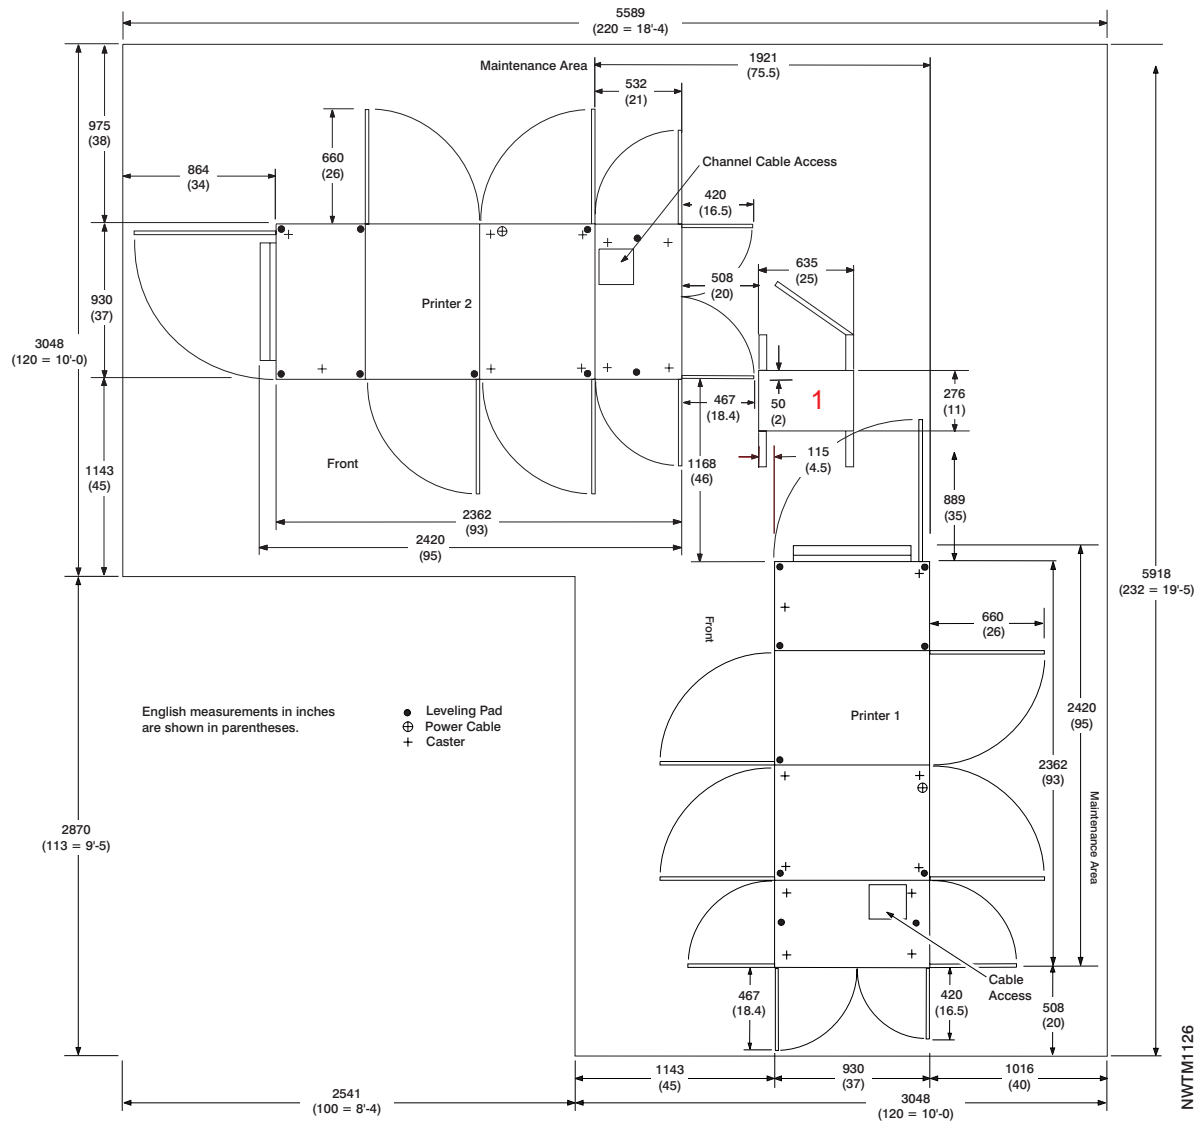 5589
(220 = 18'-4)
Maintenance Area
1921
(75.5)
532
(21)
975
(38)
660
(26)
864
(34)
Channel Cable Access
420
(16.5)
635
(25)
508
(20)
930
(37)
Printer 2
3048
(120 = 10'-0)
467
(18.4)
50
(2)
1
276
(11)
1143
(45)
Front
1168
(46)
115
(4.5)
889
(35)
2362
(93)
2420
(95)
5918
(232 = 19'-5)
Front
660
(26)
English measurements in inches
are shown in parentheses.
Leveling Pad
Power Cable
Caster
Printer 1
2420
(95)
2362
(93)
2870
(113 = 9'-5)
Maintenance Area
467
(18.4)
420
(16.5)
Cable
Access
508
(20)
1143
(45)
930
(37)
1016
(40)
2541
(100 = 8'-4)
3048
(120 = 10'-0)
NWTM1126